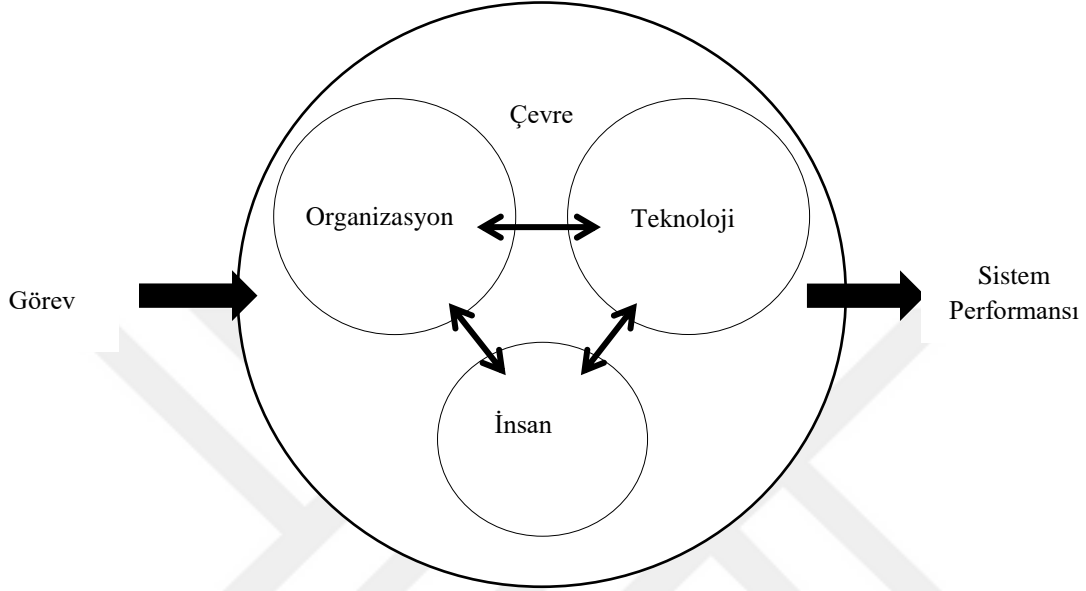 Çevre
Organizasyon
Teknoloji
Görev
Sistem
Performansı
İnsan